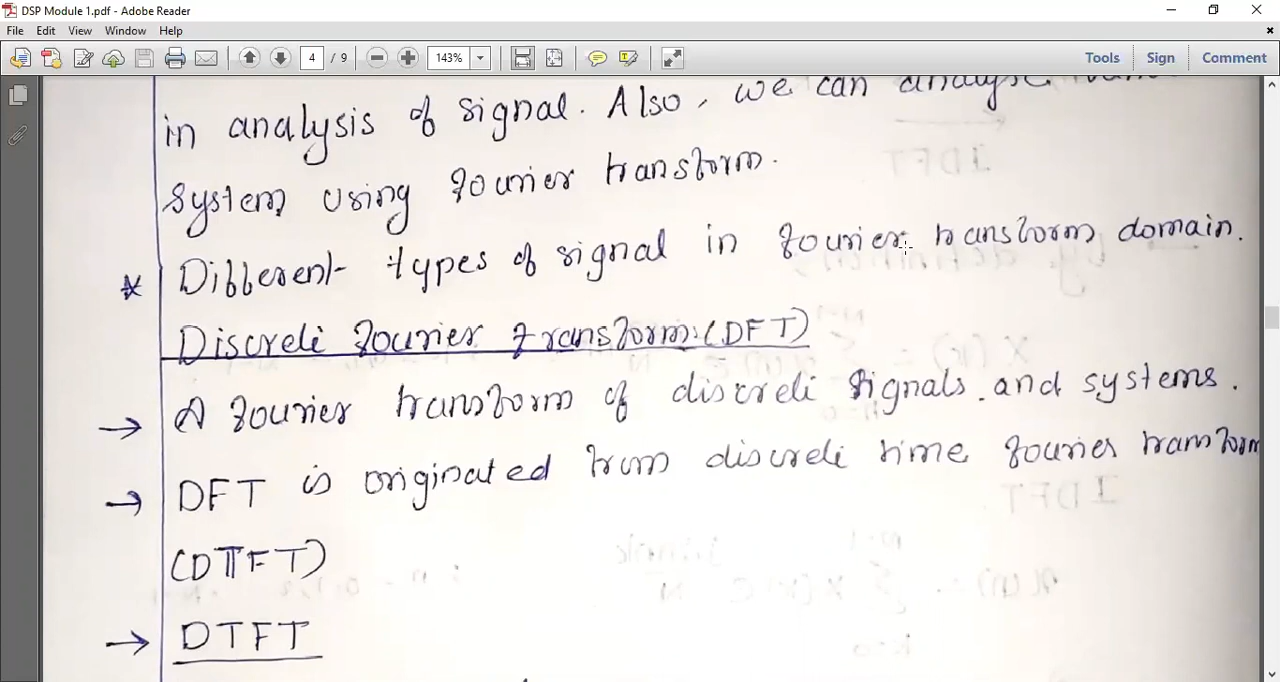 DSP Module 1.pdf - Adobe Reader
File Edit View Window Help
4 / 9 143% Tools Sign Comment
in analysis of signal. Also, we can analyse
system using fourier transform.
* Different types of signal in fourier transform domain.
Discrete fourier transform:(DFT)
→ A fourier transform of discrete signals and systems.
→ DFT is originated from discrete time fourier transform
(DTFT)
→ DTFT